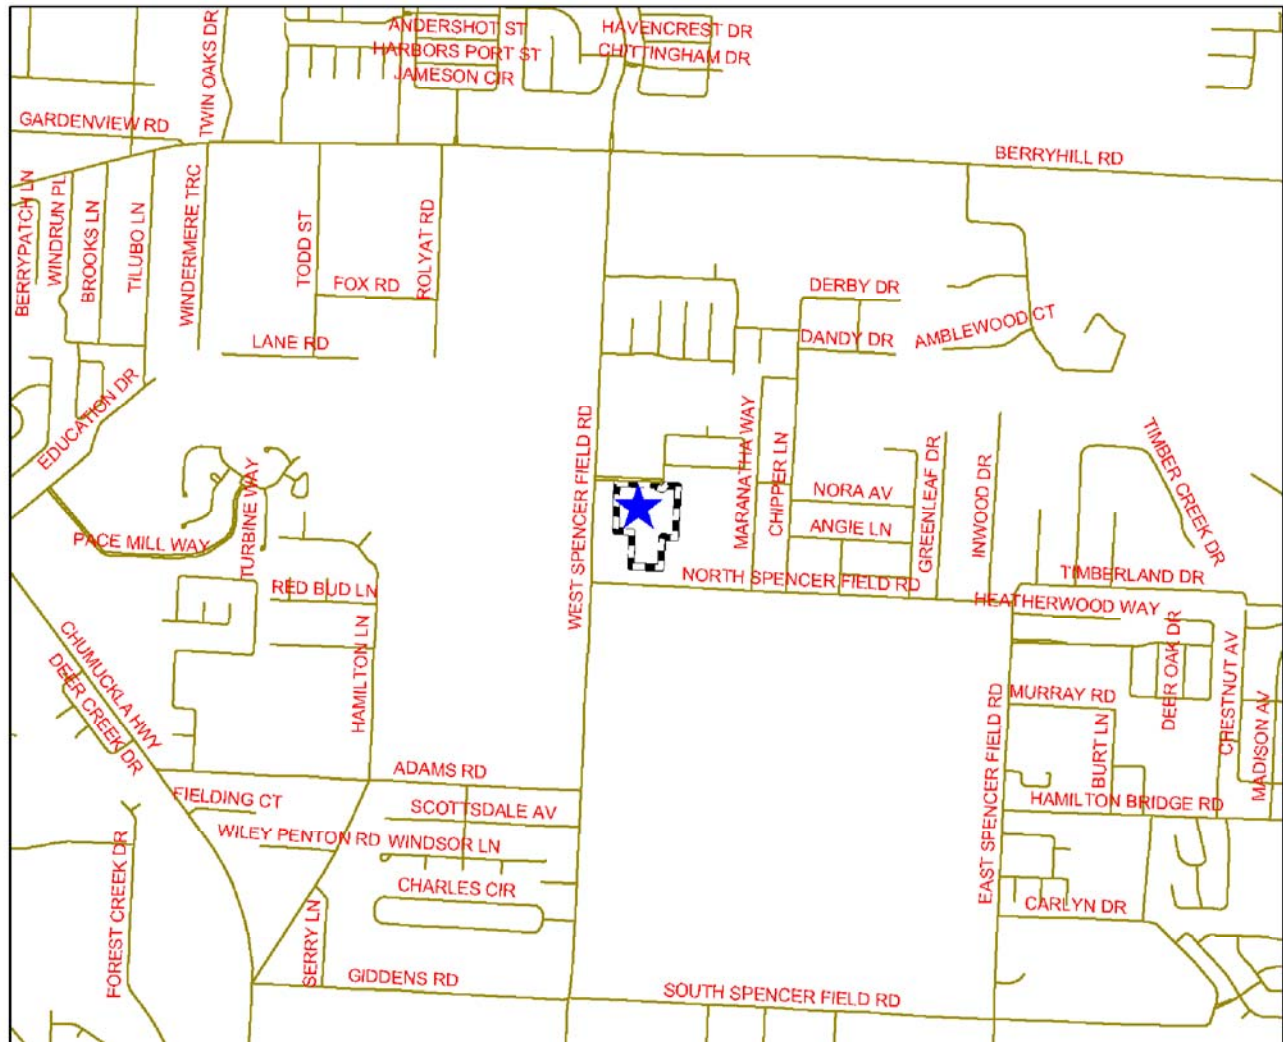 ANDERSHOT ST
HAVENCREST DR
HARBORS PORT ST
CHITTINGHAM DR
JAMESON CIR
TWIN OAKS DR
GARDENVIEW RD
BERRYHILL RD
BERRYPATCH LN
WINDRUN PL
BROOKS LN
TILUBO LN
WINDERMERE TRC
TODD ST
ROLYAT RD
FOX RD
LANE RD
DERBY DR
DANDY DR
AMBLEWOOD CT
EDUCATION DR
WEST SPENCER FIELD RD
MARANATHA WAY
CHIPPER LN
NORA AV
ANGIE LN
GREENLEAF DR
INWOOD DR
TIMBER CREEK DR
PACE MILL WAY
TURBINE WAY
RED BUD LN
NORTH SPENCER FIELD RD
TIMBERLAND DR
HEATHERWOOD WAY
CHUMUCKLA HWY
DEER CREEK DR
HAMILTON LN
DEER OAK DR
CHESTNUT AV
MADISON AV
MURRAY RD
BURT LN
EAST SPENCER FIELD RD
ADAMS RD
FIELDING CT
SCOTTSDALE AV
HAMILTON BRIDGE RD
WILEY PENTON RD
WINDSOR LN
CHARLES CIR
CARLYN DR
FOREST CREEK DR
SERRY LN
GIDDENS RD
SOUTH SPENCER FIELD RD